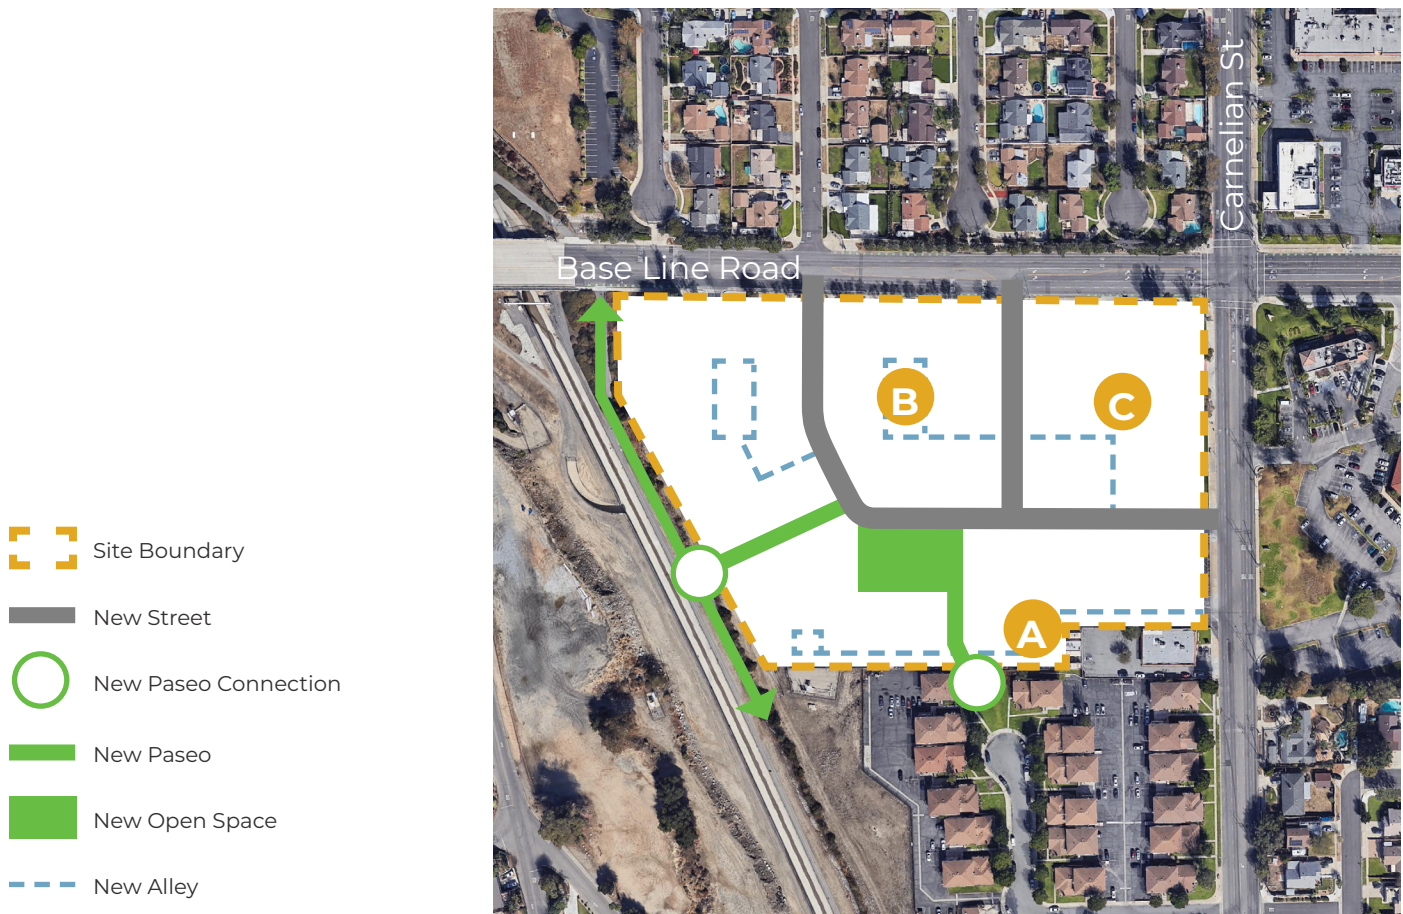 Carnelian St
Base Line Road
B
C
A
Site Boundary
New Street
New Paseo Connection
New Paseo
New Open Space
New Alley